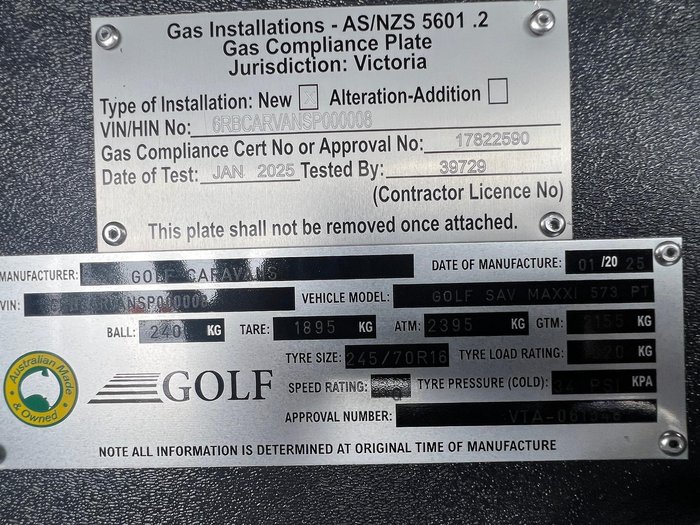 Gas Installations - AS/NZS 5601 .2
Gas Compliance Plate
Jurisdiction: Victoria
Type of Installation: New Alteration-Addition
VIN/HIN No: 6RBCARVANSP000008
Gas Compliance Cert No or Approval No: 17822590
Date of Test: JAN 2025 Tested By: 39729
(Contractor Licence No)
This plate shall not be removed once attached.
MANUFACTURER: GOLF CARAVANS DATE OF MANUFACTURE: 01 /20 25
VIN: VEHICLE MODEL: GOLF SAV MAXXI 573 PT
BALL: 240 KG TARE: 1895 KG ATM: 2395 KG GTM: KG
TYRE SIZE: 245/70R16 TYRE LOAD RATING: KG
Australian Made & Owned
GOLF
SPEED RATING: TYRE PRESSURE (COLD): KPA
APPROVAL NUMBER:
NOTE ALL INFORMATION IS DETERMINED AT ORIGINAL TIME OF MANUFACTURE